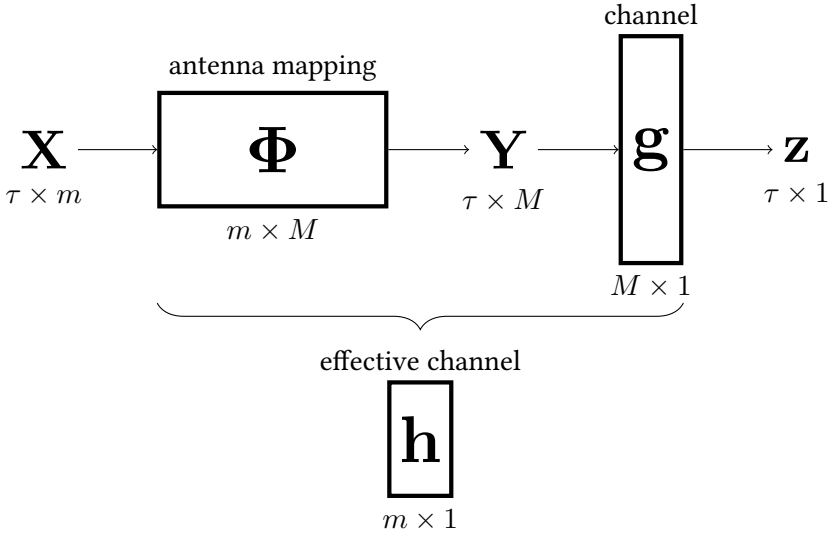 channel
antenna mapping
X
Φ
Y
g
z
τ × m
τ × M
τ × 1
m × M
M × 1
effective channel
h
m × 1